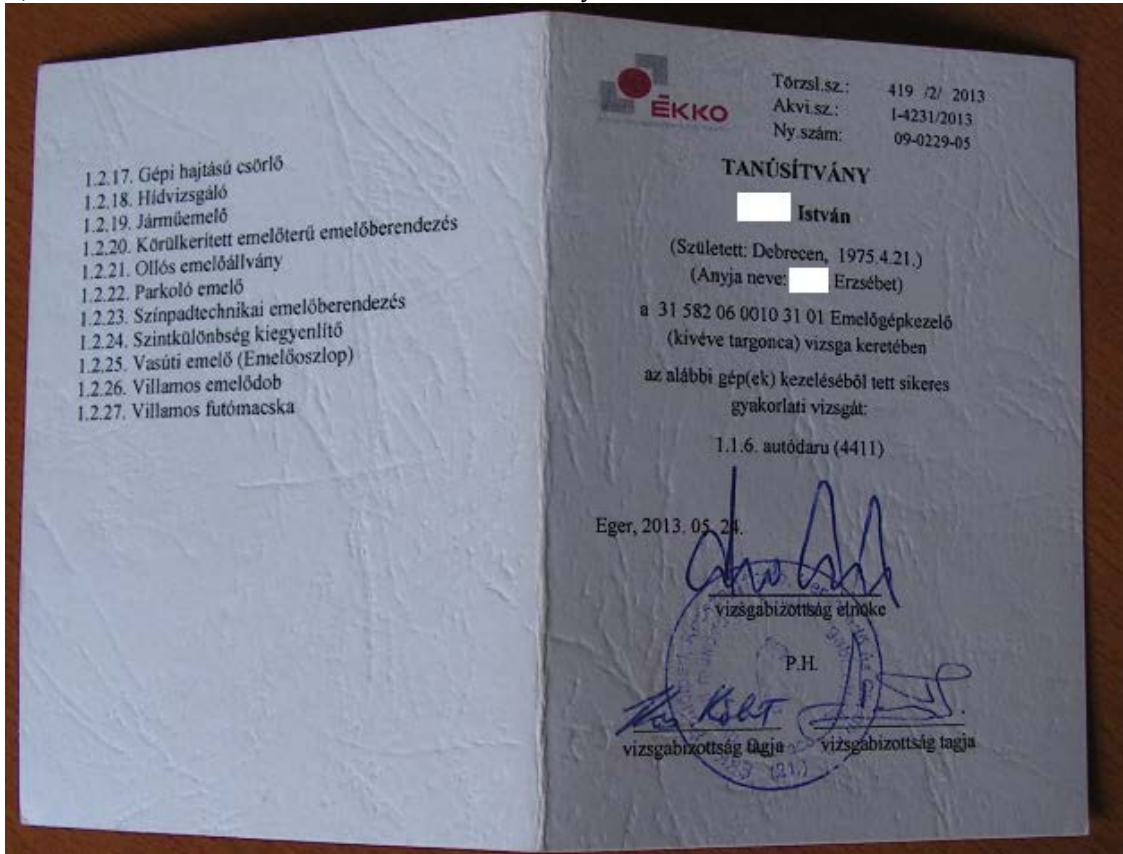 1.2.17. Gépi hajtású csörlő
1.2.18. Hídvizsgáló
1.2.19. Járműemelő
1.2.20. Körülkerített emelőterű emelőberendezés
1.2.21. Ollós emelőállvány
1.2.22. Parkoló emelő
1.2.23. Színpadtechnikai emelőberendezés
1.2.24. Szintkülönbség kiegyenlítő
1.2.25. Vasúti emelő (Emelőoszlop)
1.2.26. Villamos emelődob
1.2.27. Villamos futómacska
ÉKKO
Törzsl.sz.: 419 /2/ 2013
Akvi.sz.: I-4231/2013
Ny.szám: 09-0229-05
TANÚSÍTVÁNY
István
(Született: Debrecen, 1975.4.21.)
(Anyja neve: Erzsébet)
a 31 582 06 0010 31 01 Emelőgépkezelő
(kivéve targonca) vizsga keretében
az alábbi gép(ek) kezeléséből tett sikeres
gyakorlati vizsgát:
1.1.6. autódaru (4411)
Eger, 2013. 05. 24.
vizsgabizottság elnöke
P.H.
vizsgabizottság tagja vizsgabizottság tagja
(21.)